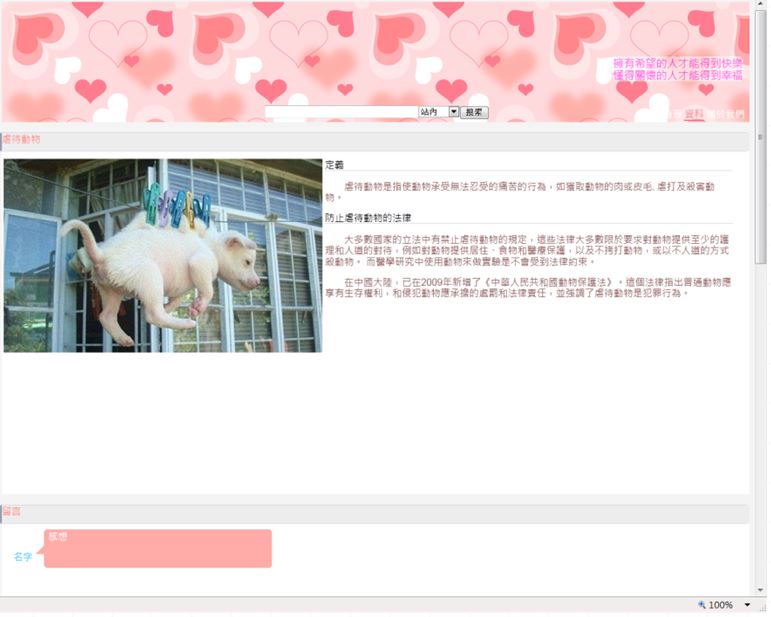 擁有希望的人才能得到快樂
懂得關懷的人才能得到幸福
站內
搜索
資料 關於我們
虐待動物
定義
虐待動物是指使動物承受無法忍受的痛苦的行為，如獲取動物的肉或皮毛、虐打及殺害動
物。
防止虐待動物的法律
大多數國家的立法中有禁止虐待動物的規定，這些法律大多數限於要求對動物提供至少的護
理和人道的對待，例如對動物提供居住、食物和醫療保護，以及不拷打動物，或以不人道的方式
殺動物。 而醫學研究中使用動物來做實驗是不會受到法律約束。
在中國大陸，已在2009年新增了《中華人民共和國動物保護法》。這個法律指出普通動物應
享有生存權利，和侵犯動物應承擔的處罰和法律責任，並強調了虐待動物是犯罪行為。
留言
感想
名字
100%